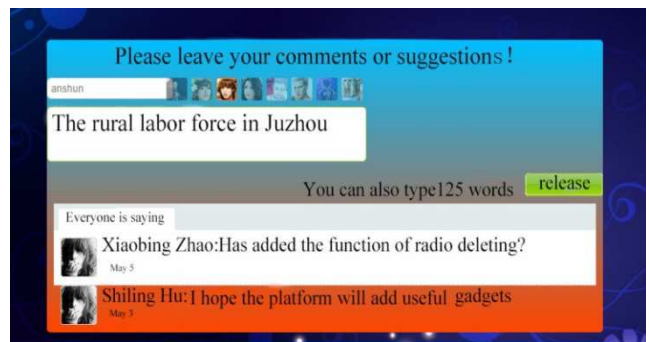 Please leave your comments or suggestions !
anshun
The rural labor force in Juzhou
You can also type125 words
release
Everyone is saying
Xiaobing Zhao:Has added the function of radio deleting?
May 5
Shiling Hu:I hope the platform will add useful gadgets
May 3